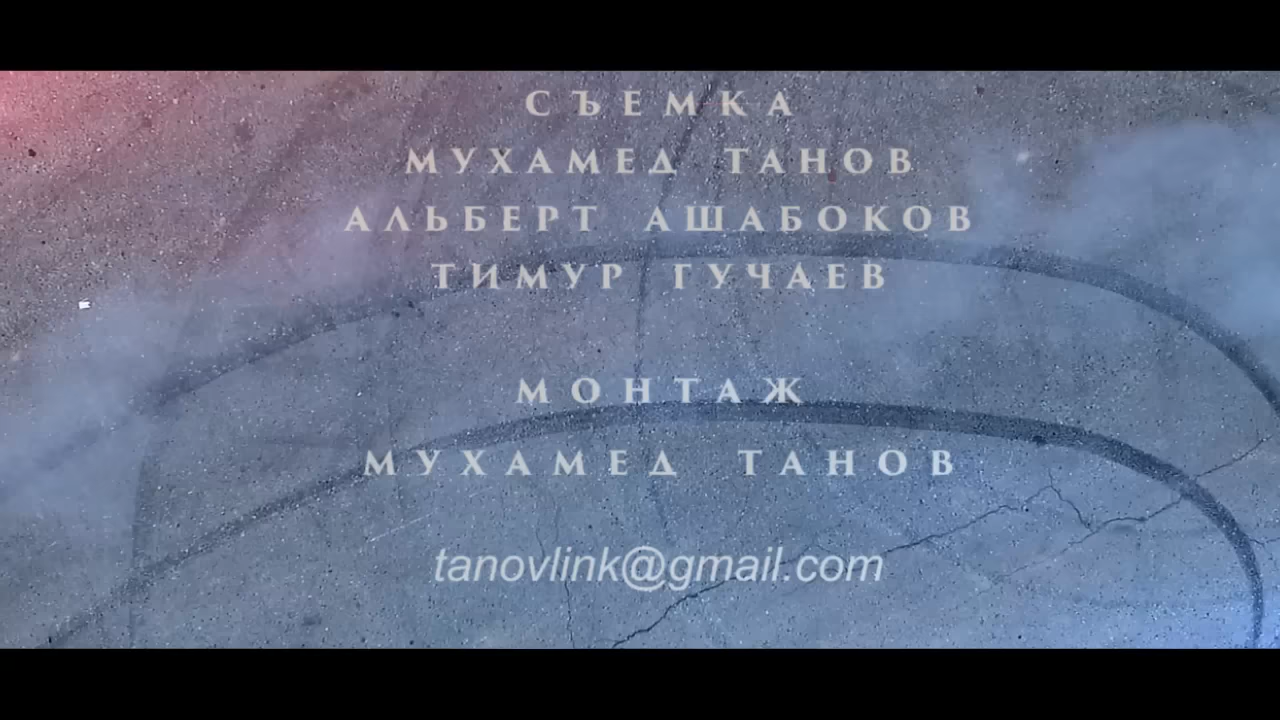 СЪЕМКА
МУХАМЕД ТАНОВ
АЛЬБЕРТ АШАБОКОВ
ТИМУР ГУЧАЕВ
МОНТАЖ
МУХАМЕД ТАНОВ
tanovlink@gmail.com